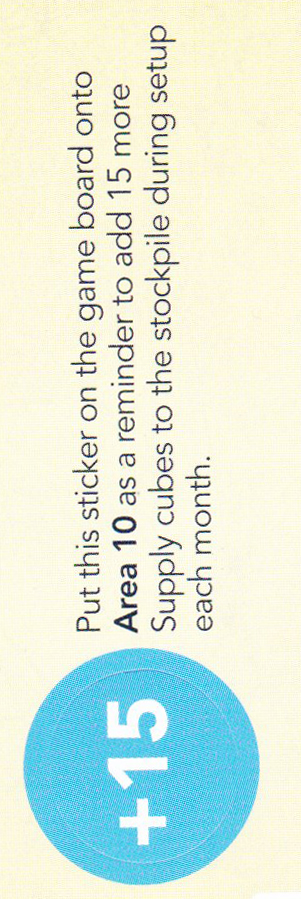 +15
Put this sticker on the game board onto
Area 10 as a reminder to add 15 more
Supply cubes to the stockpile during setup
each month.